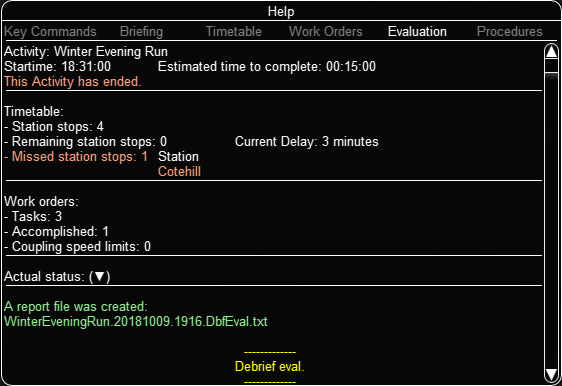 Help
Key Commands Briefing Timetable Work Orders Evaluation Procedures
Activity: Winter Evening Run
Startime: 18:31:00 Estimated time to complete: 00:15:00
This Activity has ended.
Timetable:
- Station stops: 4
- Remaining station stops: 0 Current Delay: 3 minutes
- Missed station stops: 1 Station
Cotehill
Work orders:
- Tasks: 3
- Accomplished: 1
- Coupling speed limits: 0
Actual status: (▼)
A report file was created:
WinterEveningRun.20181009.1916.DbfEval.txt
-------------
Debrief eval.
-------------